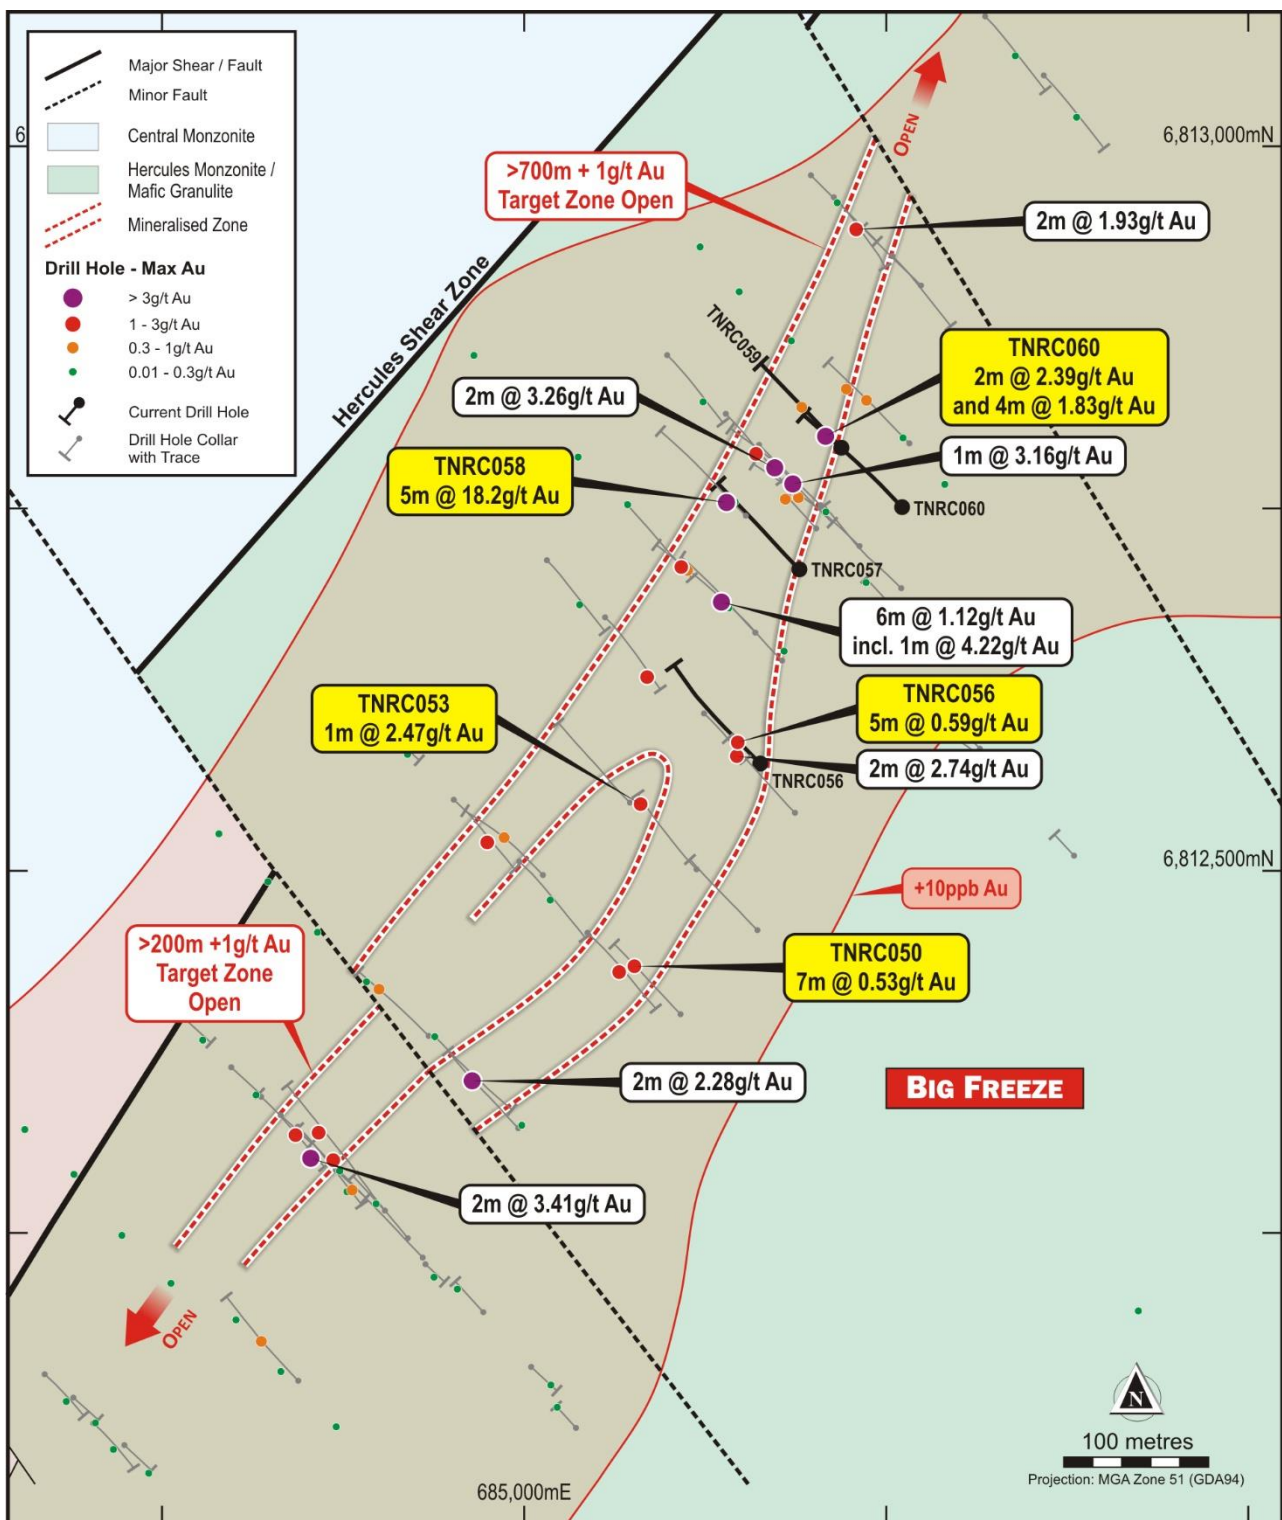 Major Shear / Fault
Minor Fault
Central Monzonite
Hercules Monzonite /
Mafic Granulite
Mineralised Zone
Drill Hole - Max Au
> 3g/t Au
1 - 3g/t Au
0.3 - 1g/t Au
0.01 - 0.3g/t Au
Current Drill Hole
Drill Hole Collar
with Trace
6
6,813,000mN
OPEN
>700m + 1g/t Au
Target Zone Open
2m @ 1.93g/t Au
Hercules Shear Zone
TNRC059
TNRC060
2m @ 2.39g/t Au
and 4m @ 1.83g/t Au
2m @ 3.26g/t Au
1m @ 3.16g/t Au
TNRC058
5m @ 18.2g/t Au
TNRC060
TNRC057
6m @ 1.12g/t Au
incl. 1m @ 4.22g/t Au
TNRC053
1m @ 2.47g/t Au
TNRC056
5m @ 0.59g/t Au
2m @ 2.74g/t Au
TNRC056
6,812,500mN
+10ppb Au
>200m +1g/t Au
Target Zone
Open
TNRC050
7m @ 0.53g/t Au
2m @ 2.28g/t Au
BIG FREEZE
2m @ 3.41g/t Au
OPEN
N
100 metres
Projection: MGA Zone 51 (GDA94)
685,000mE